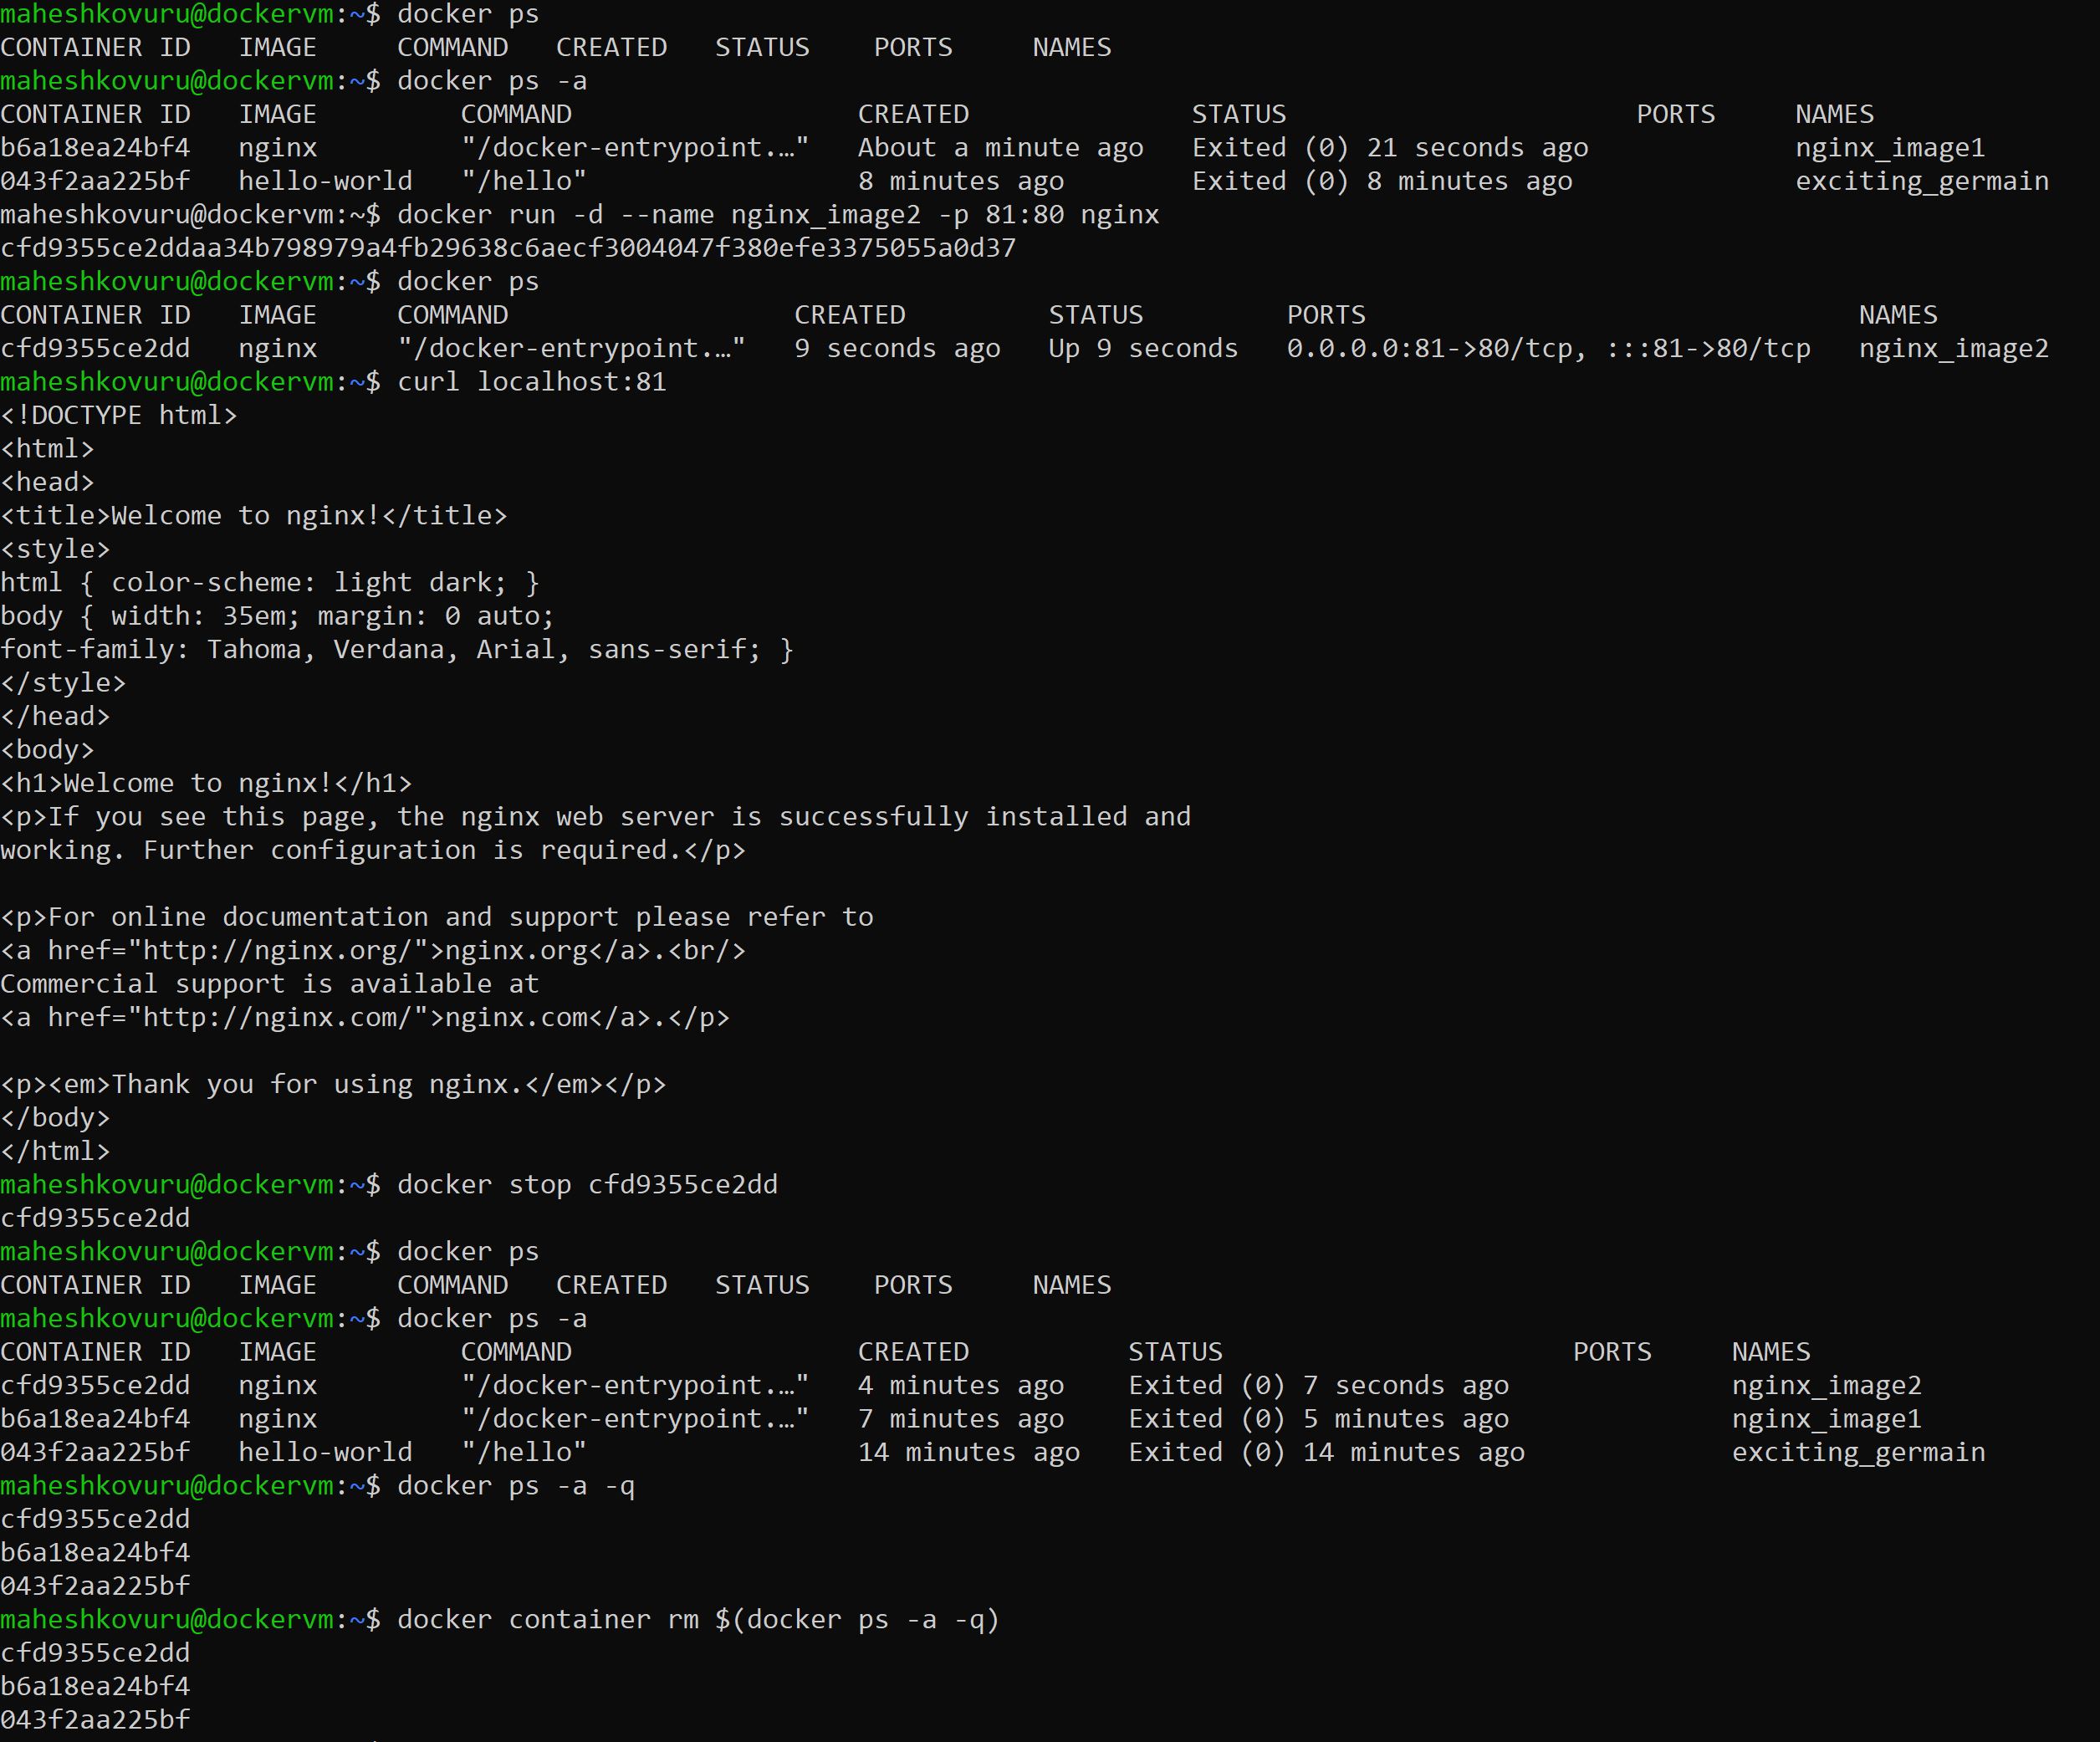 maheshkovuru@dockervm:~$ docker ps
CONTAINER ID   IMAGE     COMMAND   CREATED   STATUS    PORTS     NAMES
maheshkovuru@dockervm:~$ docker ps -a
CONTAINER ID   IMAGE         COMMAND                  CREATED              STATUS                      PORTS     NAMES
b6a18ea24bf4   nginx         "/docker-entrypoint.…"   About a minute ago   Exited (0) 21 seconds ago             nginx_image1
043f2aa225bf   hello-world   "/hello"                 8 minutes ago        Exited (0) 8 minutes ago              exciting_germain
maheshkovuru@dockervm:~$ docker run -d --name nginx_image2 -p 81:80 nginx
cfd9355ce2ddaa34b798979a4fb29638c6aecf3004047f380efe3375055a0d37
maheshkovuru@dockervm:~$ docker ps
CONTAINER ID   IMAGE     COMMAND                  CREATED         STATUS         PORTS                               NAMES
cfd9355ce2dd   nginx     "/docker-entrypoint.…"   9 seconds ago   Up 9 seconds   0.0.0.0:81->80/tcp, :::81->80/tcp   nginx_image2
maheshkovuru@dockervm:~$ curl localhost:81
<!DOCTYPE html>
<html>
<head>
<title>Welcome to nginx!</title>
<style>
html { color-scheme: light dark; }
body { width: 35em; margin: 0 auto;
font-family: Tahoma, Verdana, Arial, sans-serif; }
</style>
</head>
<body>
<h1>Welcome to nginx!</h1>
<p>If you see this page, the nginx web server is successfully installed and
working. Further configuration is required.</p>

<p>For online documentation and support please refer to
<a href="http://nginx.org/">nginx.org</a>.<br/>
Commercial support is available at
<a href="http://nginx.com/">nginx.com</a>.</p>

<p><em>Thank you for using nginx.</em></p>
</body>
</html>
maheshkovuru@dockervm:~$ docker stop cfd9355ce2dd
cfd9355ce2dd
maheshkovuru@dockervm:~$ docker ps
CONTAINER ID   IMAGE     COMMAND   CREATED   STATUS    PORTS     NAMES
maheshkovuru@dockervm:~$ docker ps -a
CONTAINER ID   IMAGE         COMMAND                  CREATED          STATUS                      PORTS     NAMES
cfd9355ce2dd   nginx         "/docker-entrypoint.…"   4 minutes ago    Exited (0) 7 seconds ago              nginx_image2
b6a18ea24bf4   nginx         "/docker-entrypoint.…"   7 minutes ago    Exited (0) 5 minutes ago              nginx_image1
043f2aa225bf   hello-world   "/hello"                 14 minutes ago   Exited (0) 14 minutes ago             exciting_germain
maheshkovuru@dockervm:~$ docker ps -a -q
cfd9355ce2dd
b6a18ea24bf4
043f2aa225bf
maheshkovuru@dockervm:~$ docker container rm $(docker ps -a -q)
cfd9355ce2dd
b6a18ea24bf4
043f2aa225bf